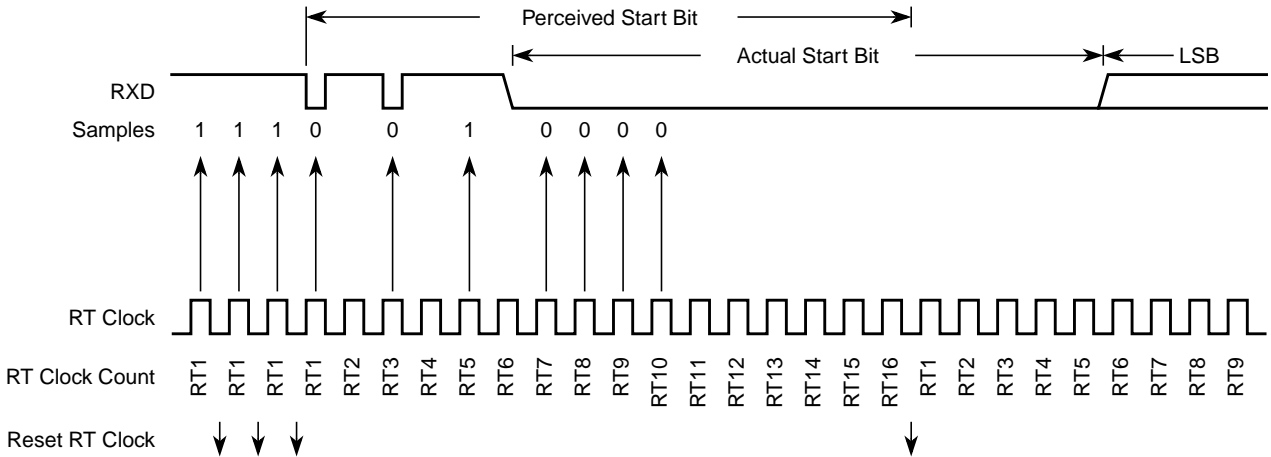 Perceived Start Bit
Actual Start Bit
LSB
RXD
Samples 1 1 1 0 0 1 0 0 0 0
RT Clock
RT Clock Count RT1 RT1 RT1 RT1 RT2 RT3 RT4 RT5 RT6 RT7 RT8 RT9 RT10 RT11 RT12 RT13 RT14 RT15 RT16 RT1 RT2 RT3 RT4 RT5 RT6 RT7 RT8 RT9
Reset RT Clock